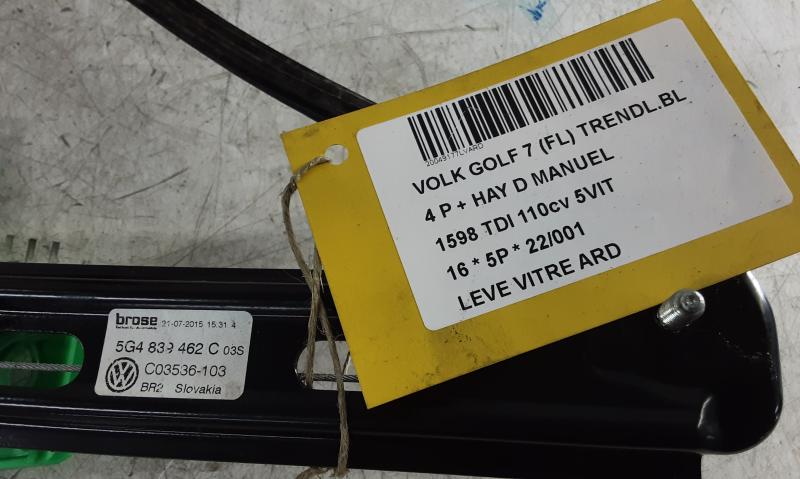 20049177LVARD
VOLK GOLF 7 (FL) TRENDL.BL
4 P + HAY D MANUEL
1598 TDI 110cv 5VIT
16 * 5P * 22/001
LEVE VITRE ARD
brose 21-07-2015 15:31 4
5G4 839 462 C 03S
C03536-103
BR2 Slovakia